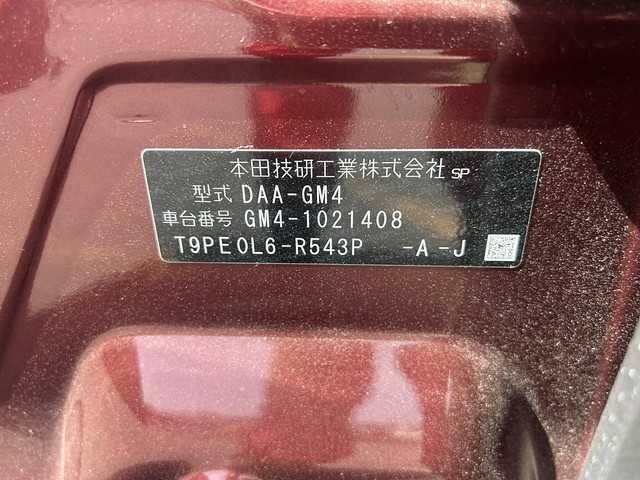 本田技研工業株式会社 SP
型式 DAA-GM4
車台番号 GM4-1021408
T9PE0L6-R543P -A-J